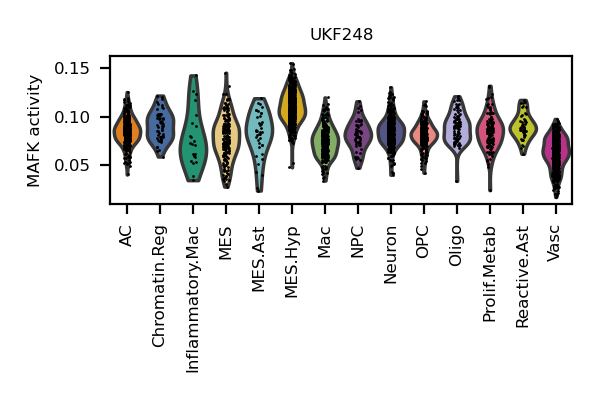 UKF248
MAFK activity
0.15
0.10
0.05
AC
Chromatin.Reg
Inflammatory.Mac
MES
MES.Ast
MES.Hyp
Mac
NPC
Neuron
OPC
Oligo
Prolif.Metab
Reactive.Ast
Vasc